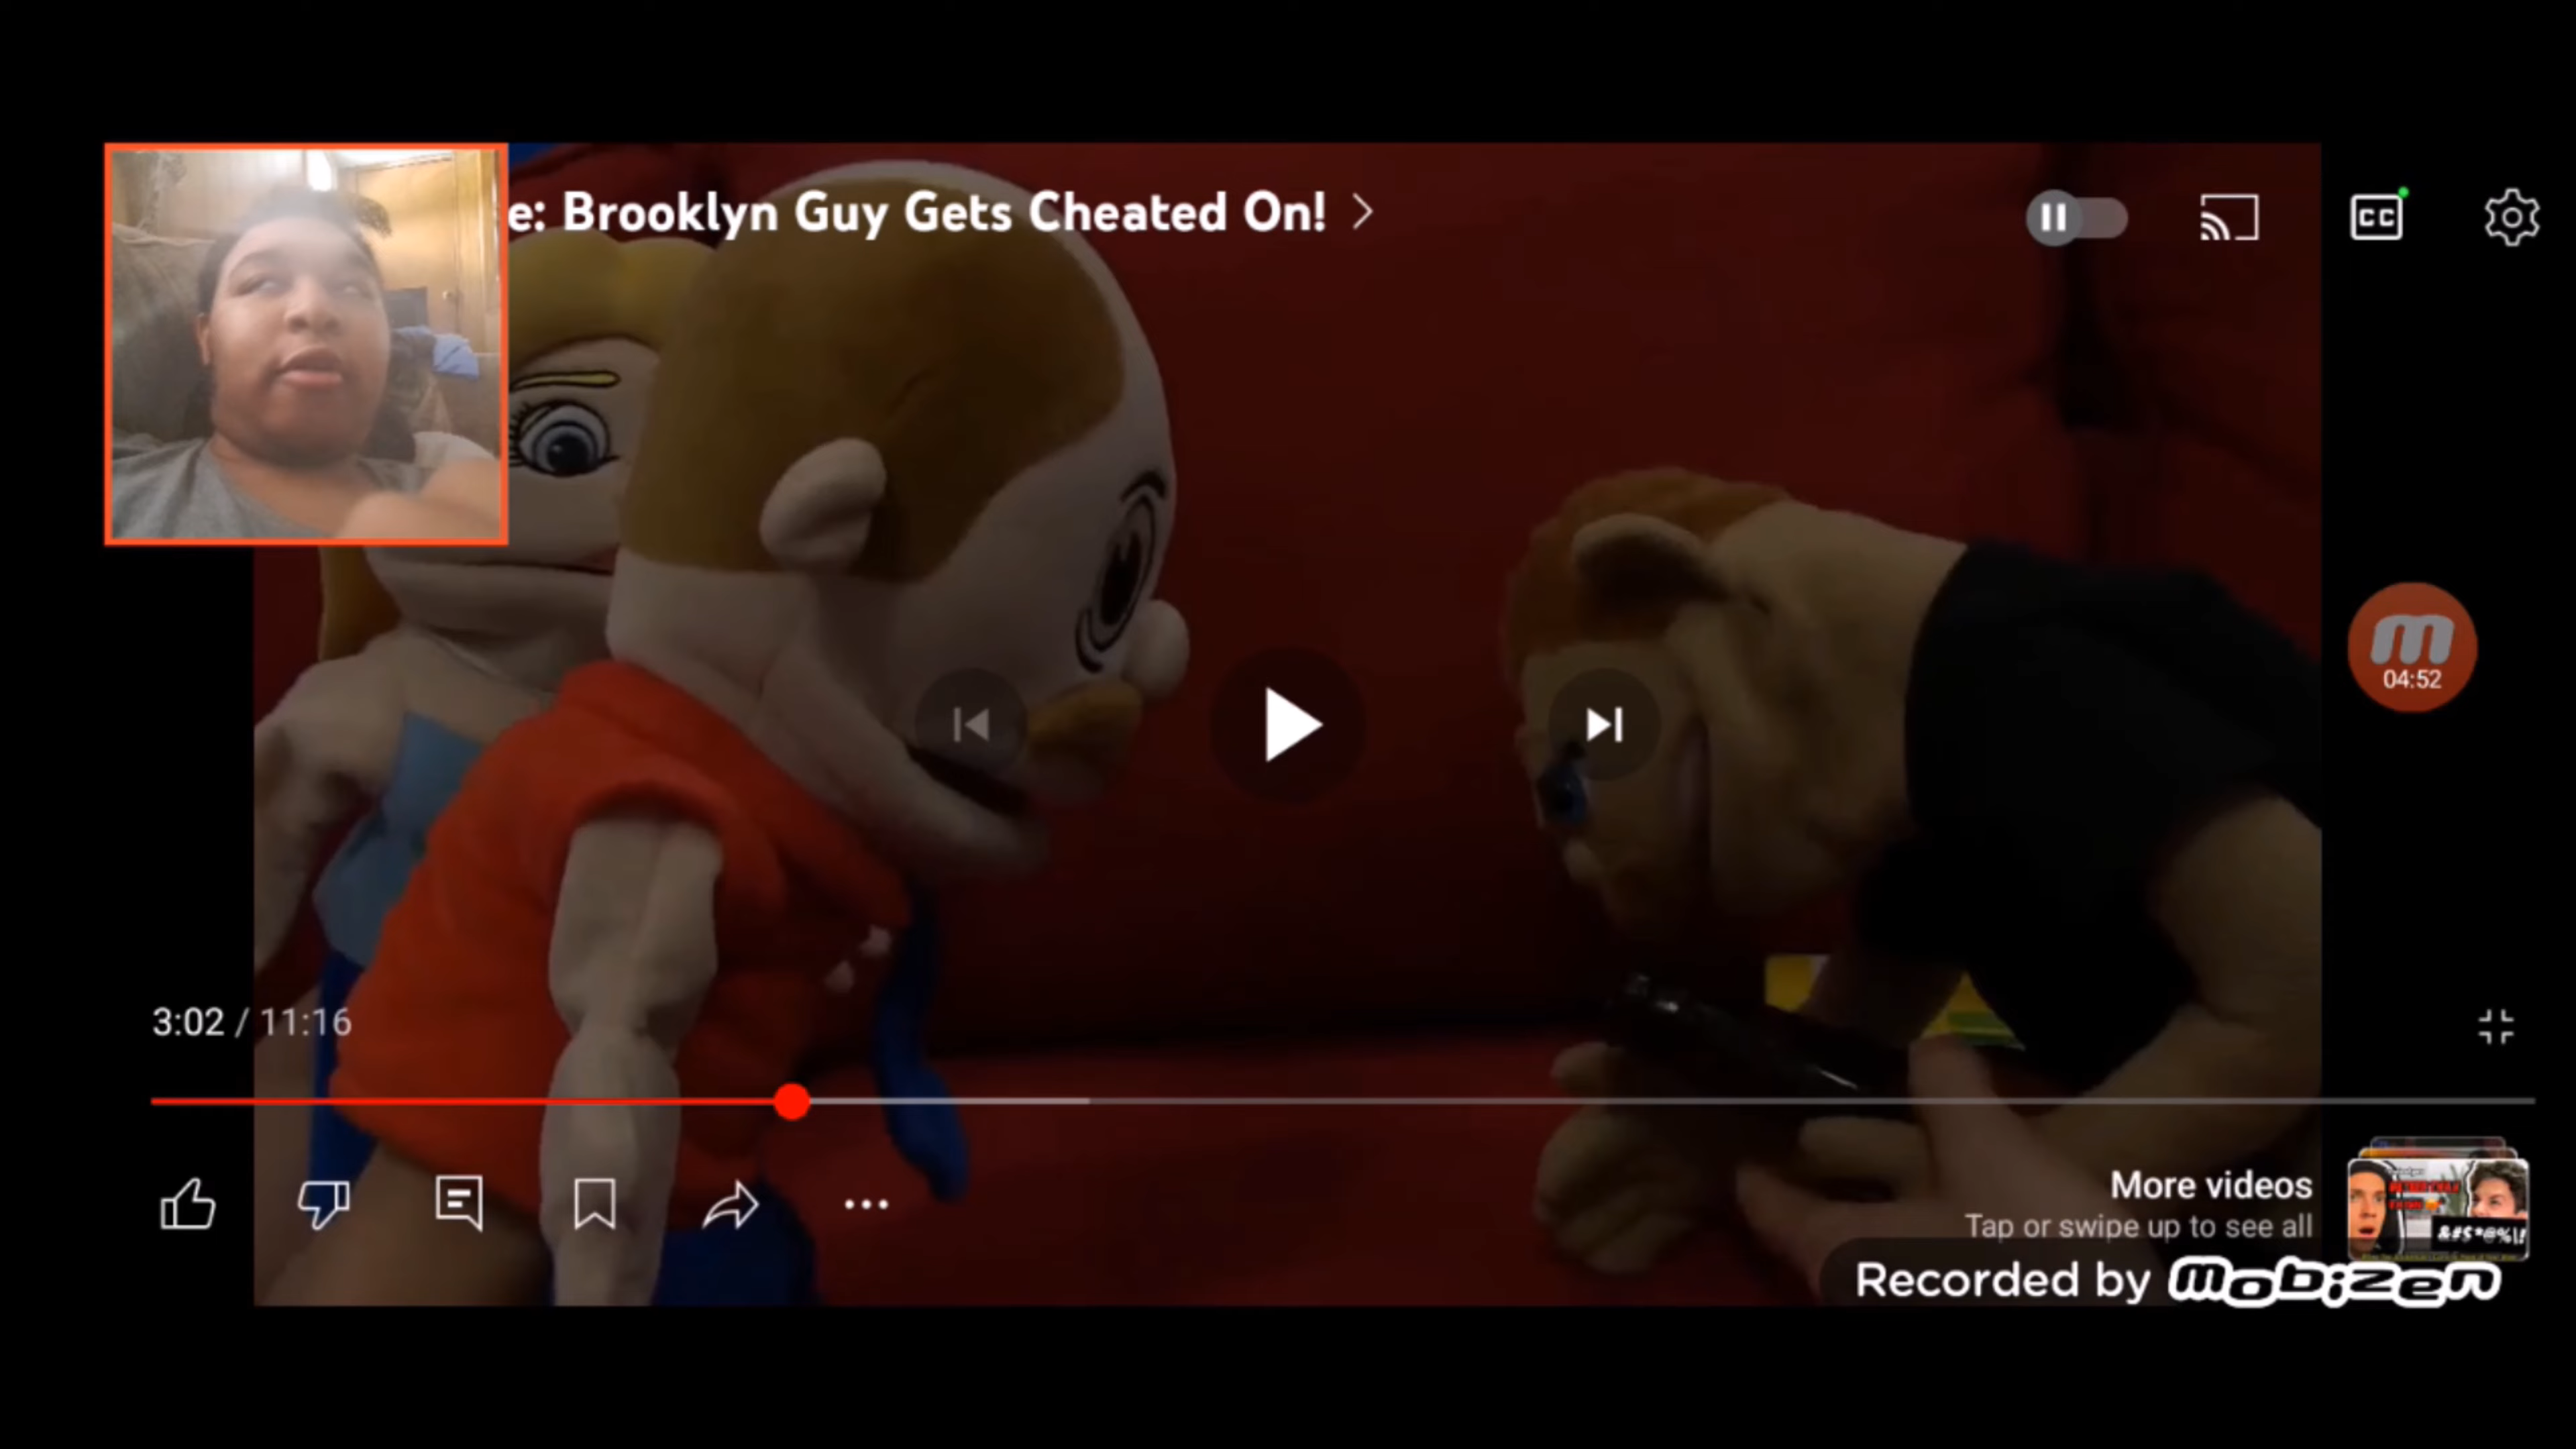 e: Brooklyn Guy Gets Cheated On!
CC
04:52
3:02 / 11:16
More videos
Tap or swipe up to see all
&#$*@%|!
Recorded by mobizen